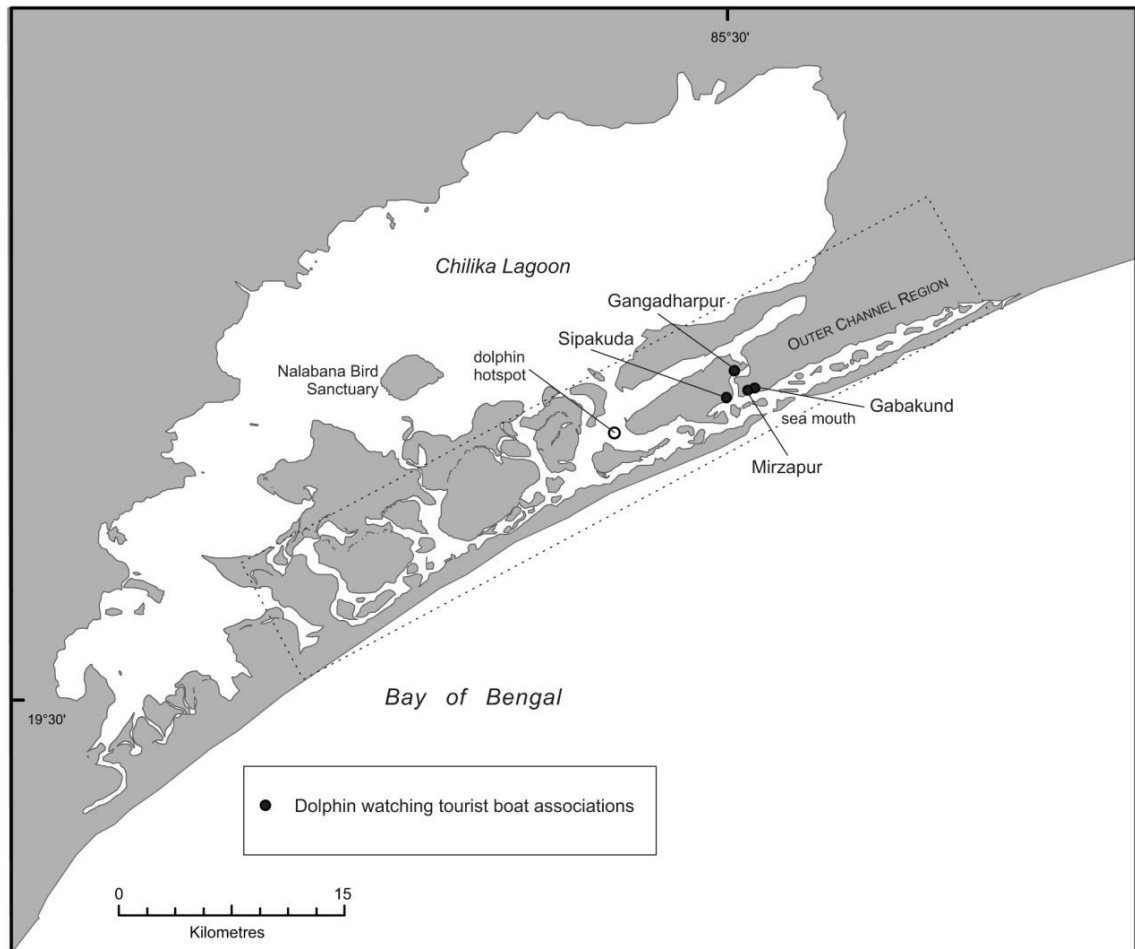 85°30'
Chilika Lagoon
Gangadharpur
OUTER CHANNEL REGION
Sipakuda
dolphin
hotspot
Nalabana Bird
Sanctuary
Gabakund
sea mouth
Mirzapur
Bay of Bengal
19°30'
Dolphin watching tourist boat associations
0 15
Kilometres